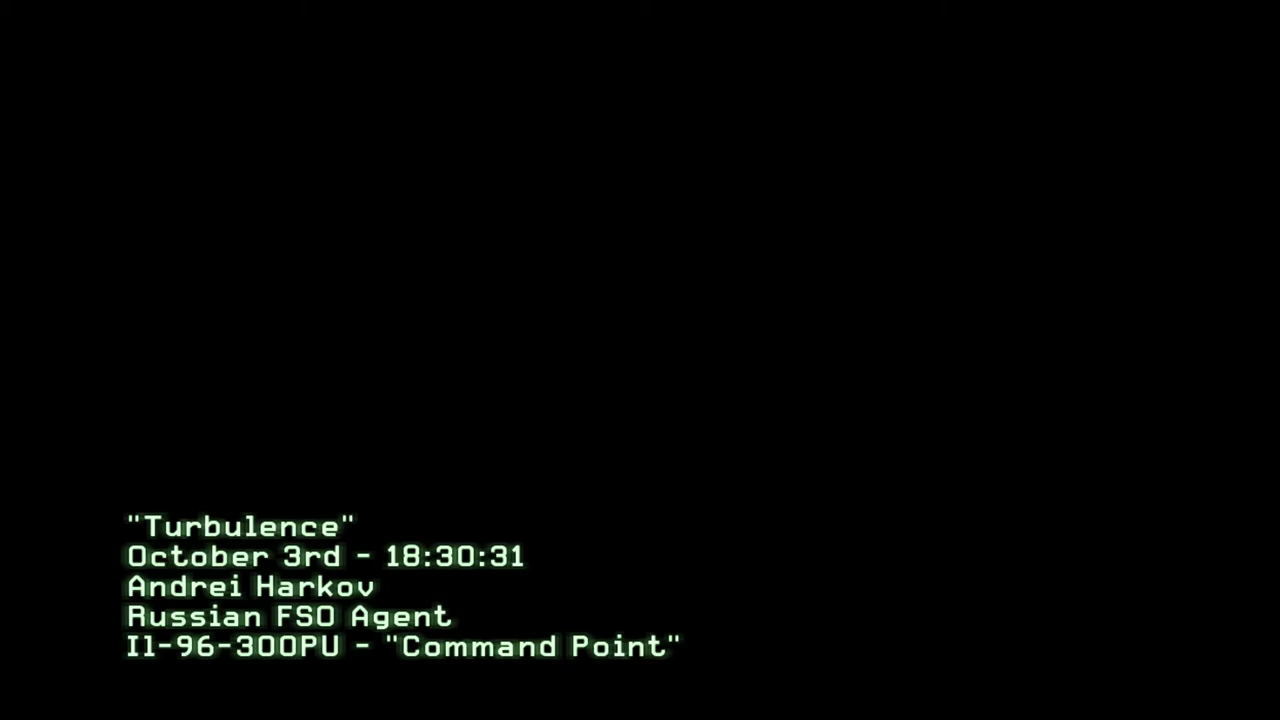 "Turbulence"
October 3rd - 18:30:31
Andrei Harkov
Russian FSO Agent
Il-96-300PU - "Command Point"